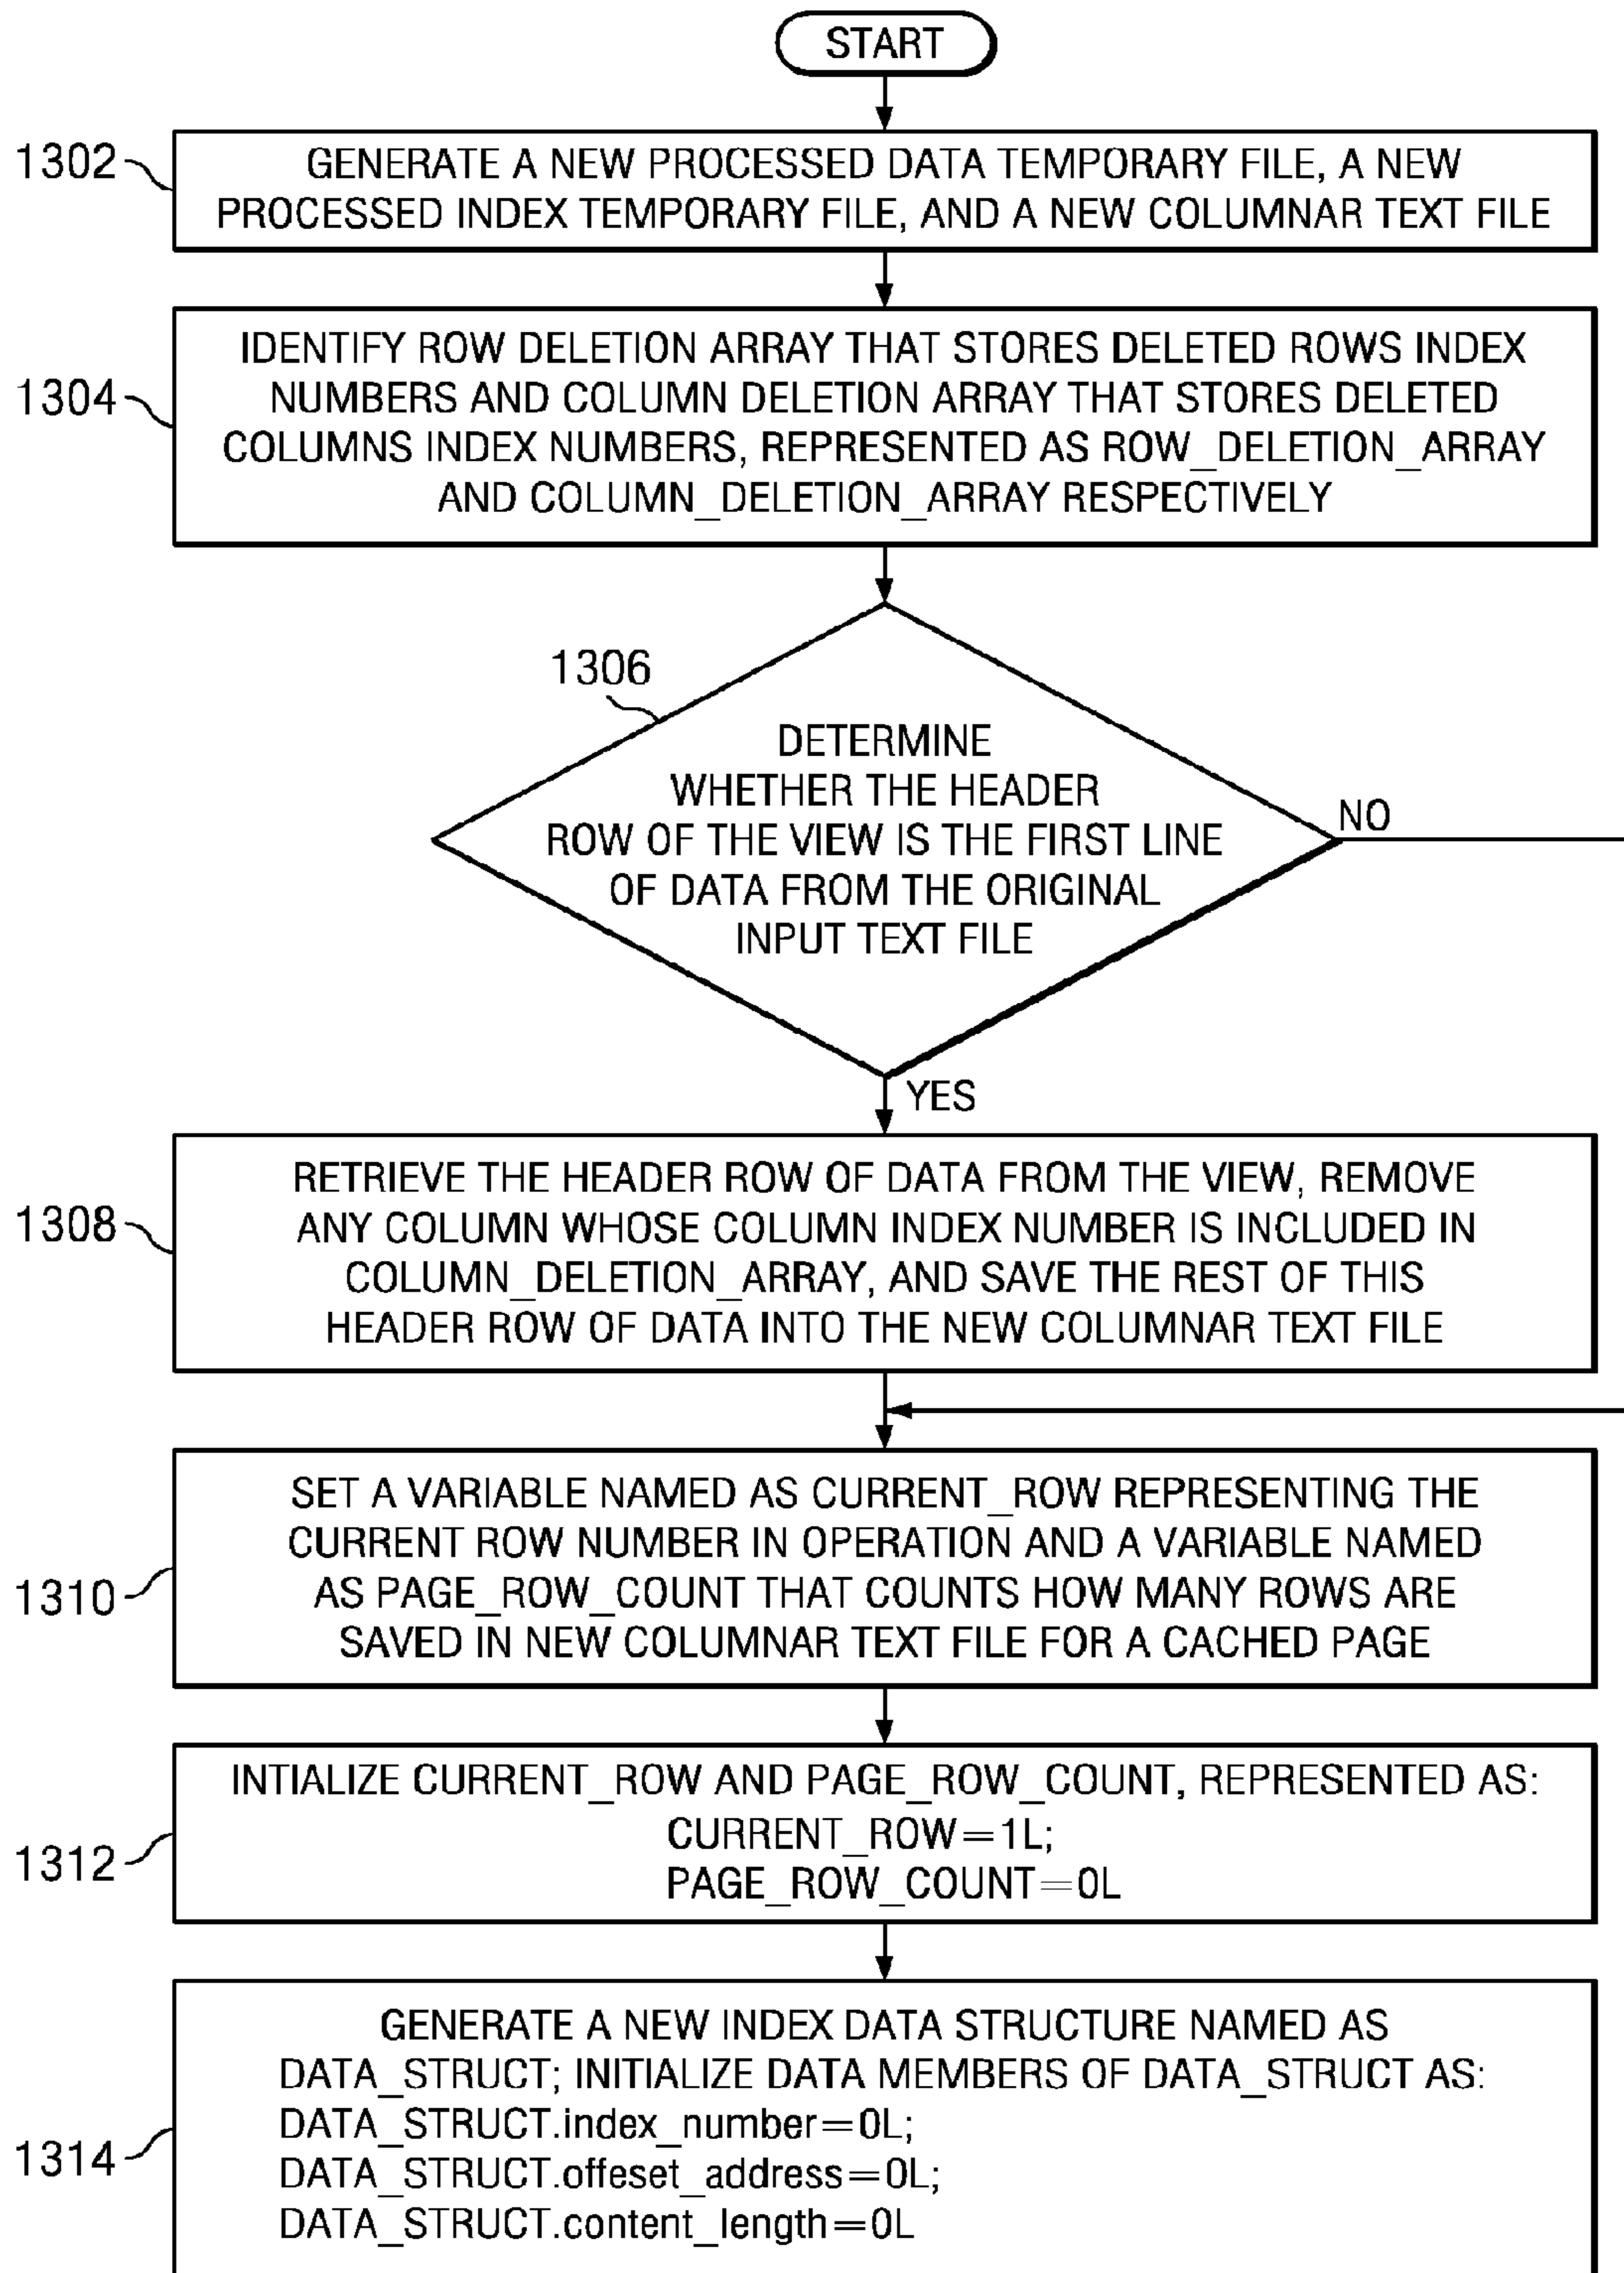 START
1302
GENERATE A NEW PROCESSED DATA TEMPORARY FILE, A NEW
PROCESSED INDEX TEMPORARY FILE, AND A NEW COLUMNAR TEXT FILE
1304
IDENTIFY ROW DELETION ARRAY THAT STORES DELETED ROWS INDEX
NUMBERS AND COLUMN DELETION ARRAY THAT STORES DELETED
COLUMNS INDEX NUMBERS, REPRESENTED AS ROW_DELETION_ARRAY
AND COLUMN_DELETION_ARRAY RESPECTIVELY
1306
DETERMINE
WHETHER THE HEADER
ROW OF THE VIEW IS THE FIRST LINE
OF DATA FROM THE ORIGINAL
INPUT TEXT FILE
NO
YES
1308
RETRIEVE THE HEADER ROW OF DATA FROM THE VIEW, REMOVE
ANY COLUMN WHOSE COLUMN INDEX NUMBER IS INCLUDED IN
COLUMN_DELETION_ARRAY, AND SAVE THE REST OF THIS
HEADER ROW OF DATA INTO THE NEW COLUMNAR TEXT FILE
1310
SET A VARIABLE NAMED AS CURRENT_ROW REPRESENTING THE
CURRENT ROW NUMBER IN OPERATION AND A VARIABLE NAMED
AS PAGE_ROW_COUNT THAT COUNTS HOW MANY ROWS ARE
SAVED IN NEW COLUMNAR TEXT FILE FOR A CACHED PAGE
1312
INTIALIZE CURRENT_ROW AND PAGE_ROW_COUNT, REPRESENTED AS:
CURRENT_ROW=1L;
PAGE_ROW_COUNT=0L
1314
GENERATE A NEW INDEX DATA STRUCTURE NAMED AS
DATA_STRUCT; INITIALIZE DATA MEMBERS OF DATA_STRUCT AS:
DATA_STRUCT.index_number=0L;
DATA_STRUCT.offeset_address=0L;
DATA_STRUCT.content_length=0L